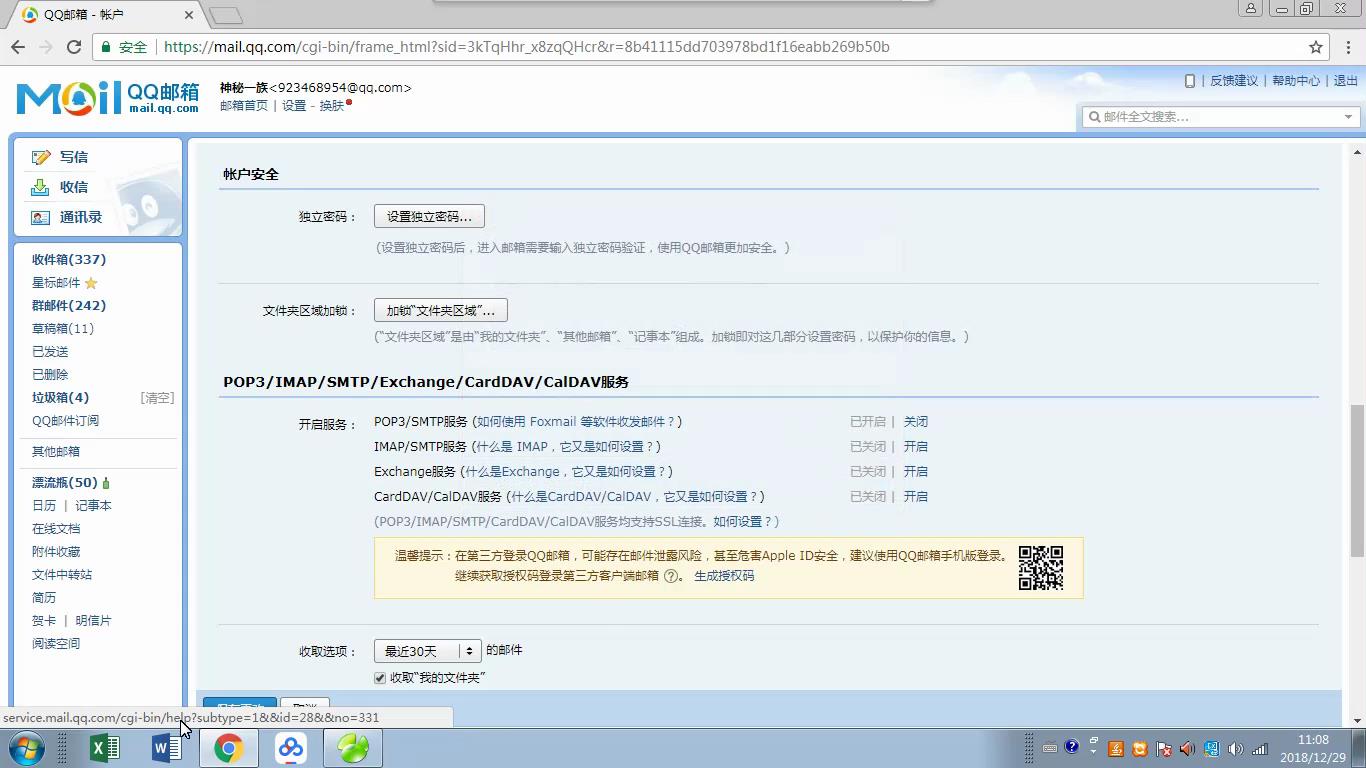 QQ邮箱 - 帐户
安全 https://mail.qq.com/cgi-bin/frame_html?sid=3kTqHhr_x8zqQHcr&r=8b41115dd703978bd1f16eabb269b50b
Mail QQ邮箱
mail.qq.com
神秘一族<923468954@qq.com>
邮箱首页 | 设置 - 换肤
反馈建议 | 帮助中心 | 退出
邮件全文搜索...
写信
收信
通讯录
收件箱(337)
星标邮件
群邮件(242)
草稿箱(11)
已发送
已删除
垃圾箱(4) [清空]
QQ邮件订阅
其他邮箱
漂流瓶(50)
日历 | 记事本
在线文档
附件收藏
文件中转站
简历
贺卡 | 明信片
阅读空间
帐户安全
独立密码： 设置独立密码...
(设置独立密码后，进入邮箱需要输入独立密码验证，使用QQ邮箱更加安全。)
文件夹区域加锁： 加锁“文件夹区域”...
(“文件夹区域”是由“我的文件夹”、“其他邮箱”、“记事本”组成。加锁即对这几部分设置密码，以保护你的信息。)
POP3/IMAP/SMTP/Exchange/CardDAV/CalDAV服务
开启服务： POP3/SMTP服务 (如何使用 Foxmail 等软件收发邮件？) 已开启 | 关闭
IMAP/SMTP服务 (什么是 IMAP，它又是如何设置？) 已关闭 | 开启
Exchange服务 (什么是Exchange，它又是如何设置？) 已关闭 | 开启
CardDAV/CalDAV服务 (什么是CardDAV/CalDAV，它又是如何设置？) 已关闭 | 开启
(POP3/IMAP/SMTP/CardDAV/CalDAV服务均支持SSL连接。如何设置？)
温馨提示：在第三方登录QQ邮箱，可能存在邮件泄露风险，甚至危害Apple ID安全，建议使用QQ邮箱手机版登录。
继续获取授权码登录第三方客户端邮箱 ? 。 生成授权码
收取选项： 最近30天 的邮件
收取“我的文件夹”
保存更改 取消
service.mail.qq.com/cgi-bin/help?subtype=1&&id=28&&no=331
11:08
2018/12/29